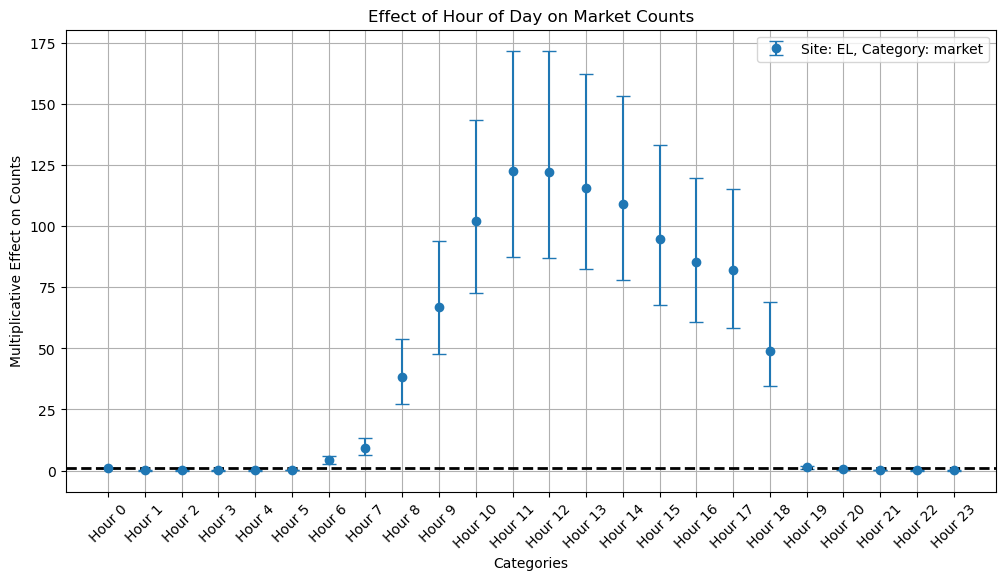 Effect of Hour of Day on Market Counts
Site: EL, Category: market
Multiplicative Effect on Counts
175
150
125
100
75
50
25
0
Hour 0
Hour 1
Hour 2
Hour 3
Hour 4
Hour 5
Hour 6
Hour 7
Hour 8
Hour 9
Hour 10
Hour 11
Hour 12
Hour 13
Hour 14
Hour 15
Hour 16
Hour 17
Hour 18
Hour 19
Hour 20
Hour 21
Hour 22
Hour 23
Categories